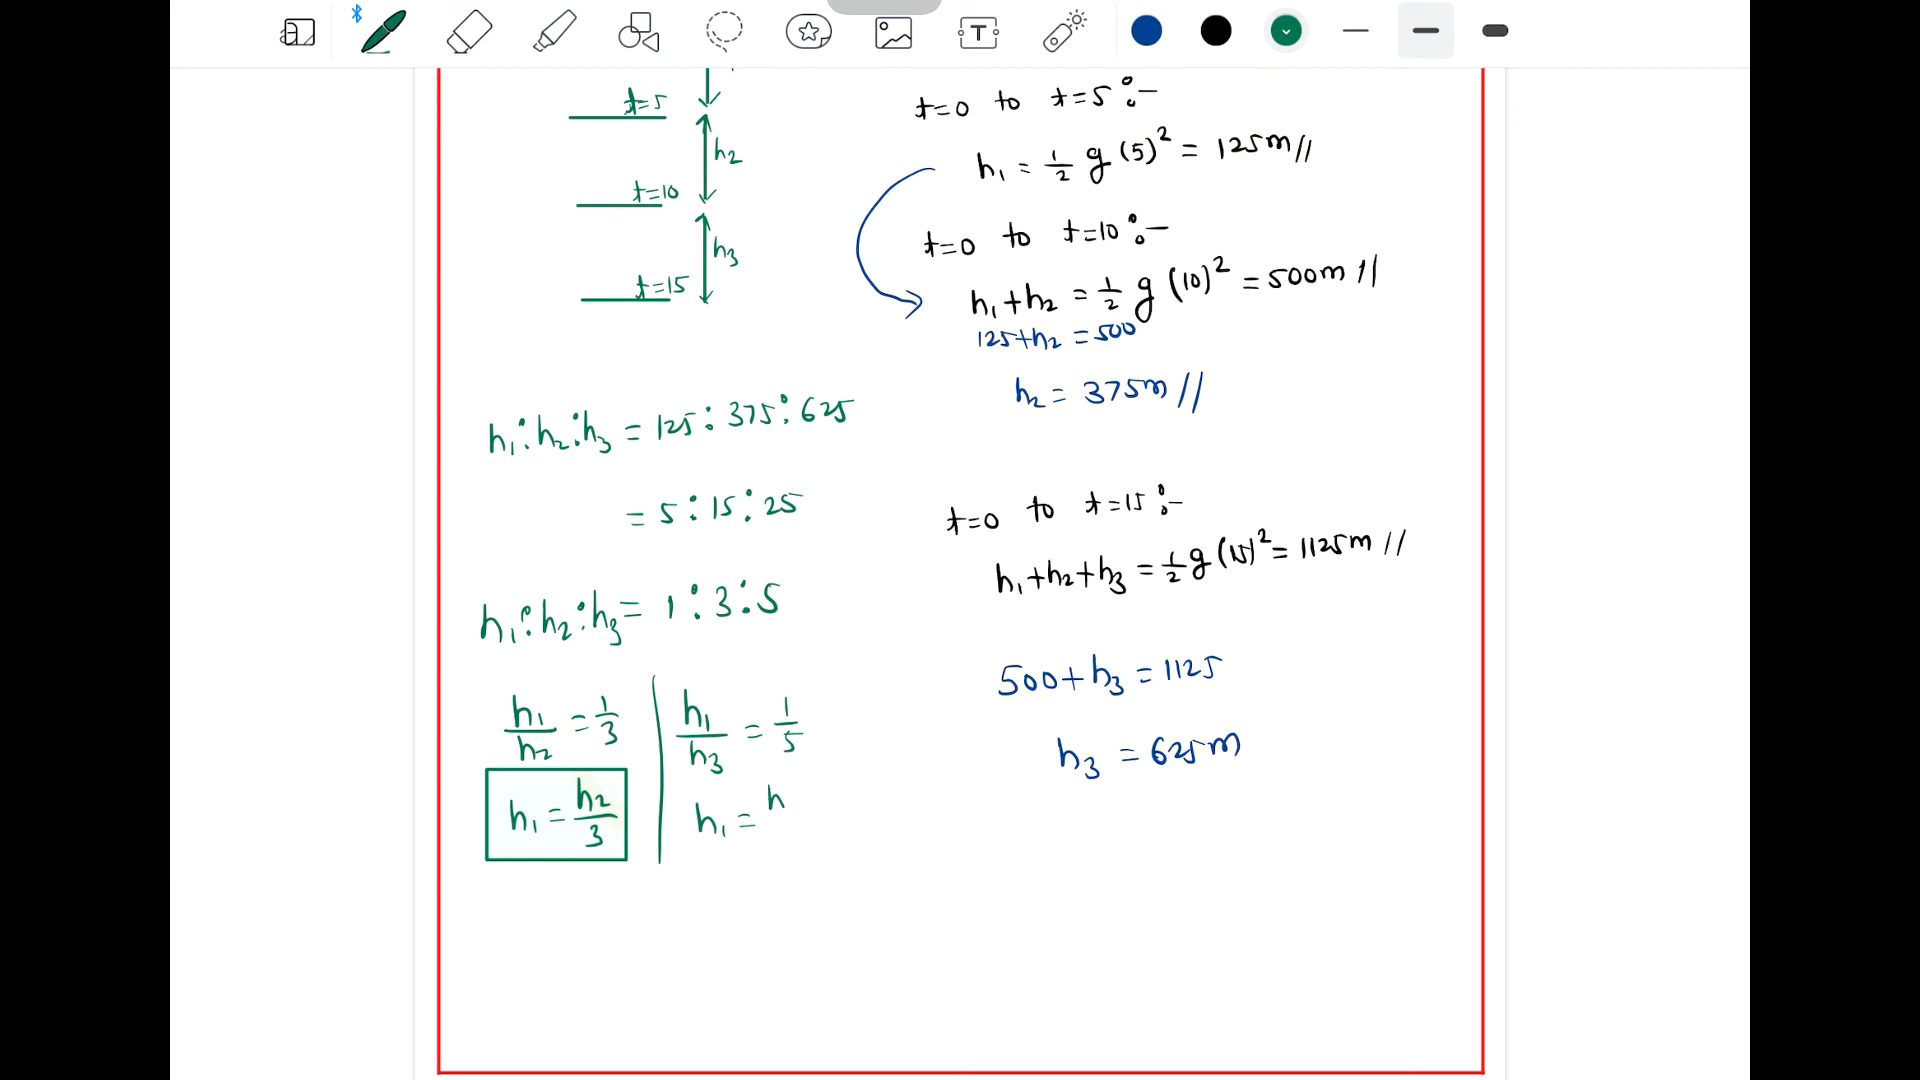 t=5
h2
t=10
h3
t=15
h1:h2:h3 = 125:375:625
= 5:15:25
h1:h2:h3 = 1:3:5
h1/h2 = 1/3
h1 = h2/3
h1/h3 = 1/5
h1 = h
t=0 to t=5 :-
h1 = 1/2 g (5)² = 125m //
t=0 to t=10 :-
h1+h2 = 1/2 g (10)² = 500m //
125+h2 = 500
h2 = 375m //
t=0 to t=15 :-
h1+h2+h3 = 1/2 g (15)² = 1125m //
500+h3 = 1125
h3 = 625m